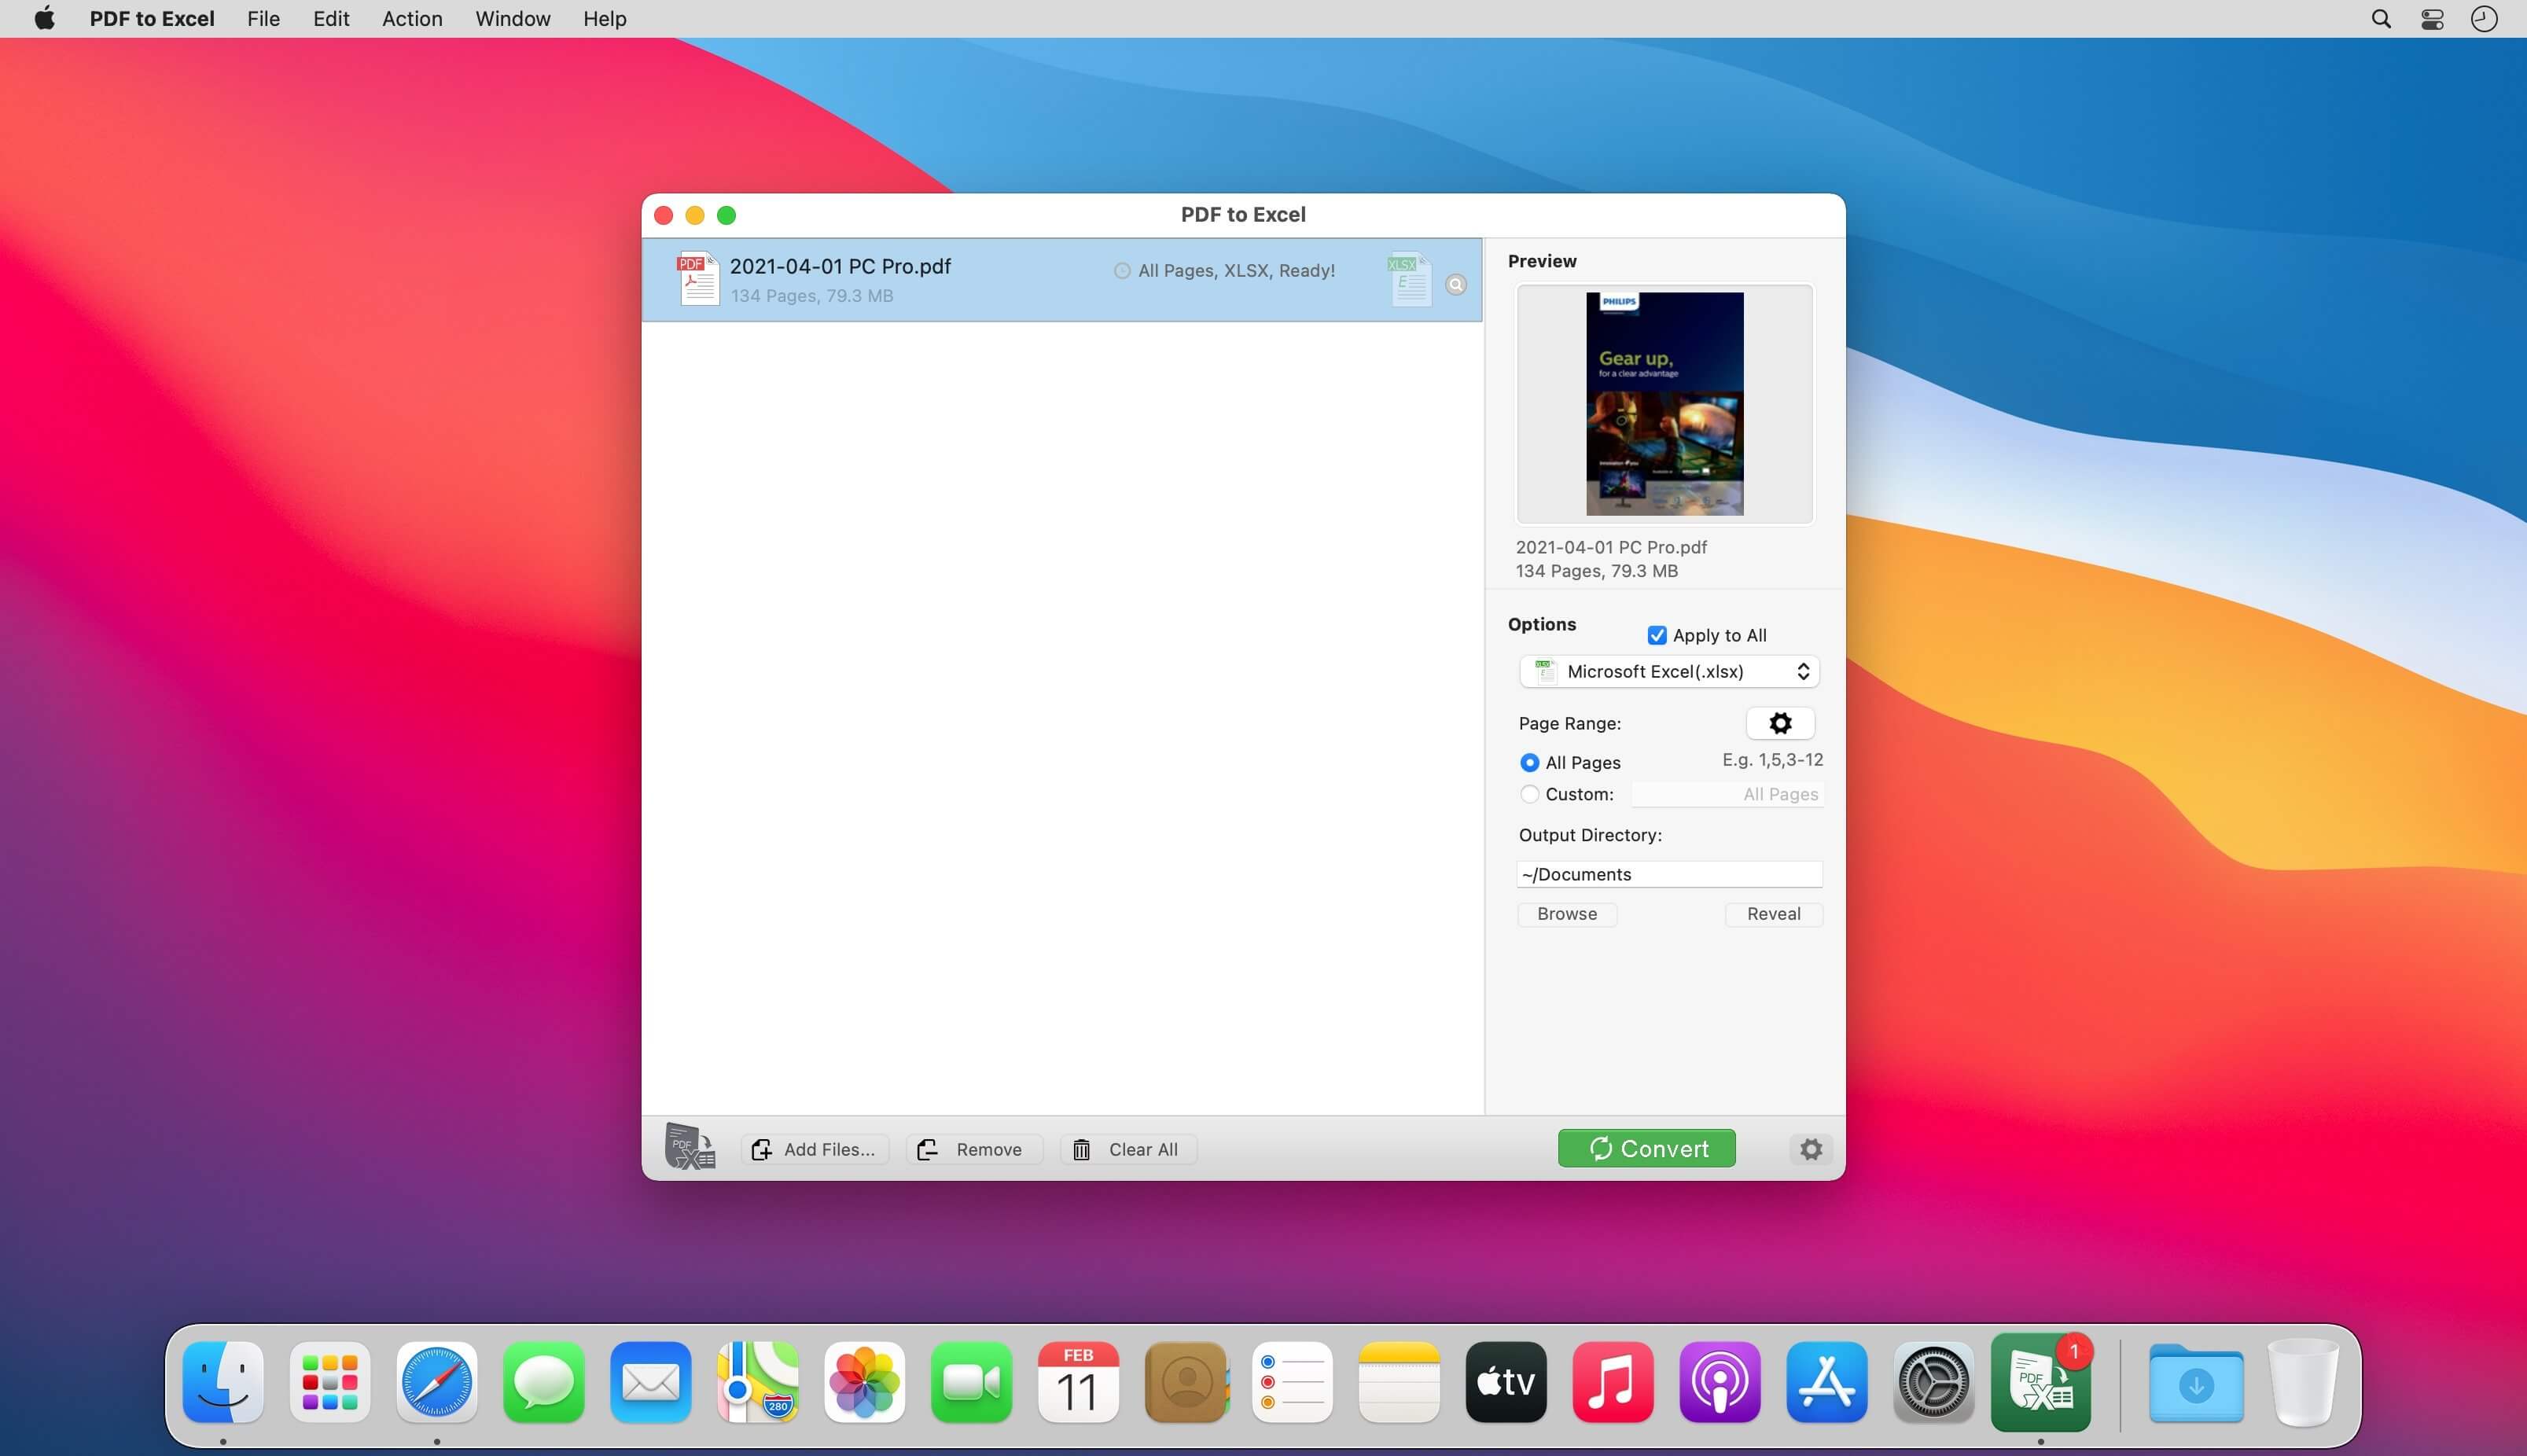 PDF to Excel File Edit Action Window Help
PDF to Excel
PDF 2021-04-01 PC Pro.pdf
134 Pages, 79.3 MB
All Pages, XLSX, Ready!
XLSX
E
Preview
PHILIPS
Gear up,
for a clear advantage
2021-04-01 PC Pro.pdf
134 Pages, 79.3 MB
Options
Apply to All
Microsoft Excel(.xlsx)
Page Range:
All Pages
E.g. 1,5,3-12
Custom:
All Pages
Output Directory:
~/Documents
Browse Reveal
PDF
Add Files... Remove Clear All Convert
280
FEB
11
tv
PDF
1